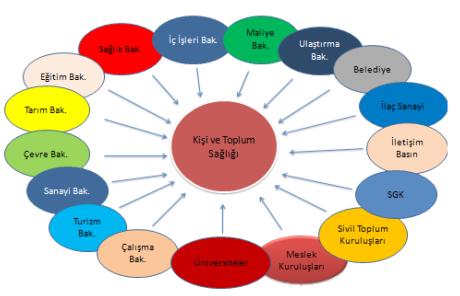 Sağlık Bak.
İç İşleri Bak.
Maliye
Bak.
Ulaştırma
Bak.
Belediye
İlaç Sanayi
İletişim
Basın
SGK
Sivil Toplum
Kuruluşları
Meslek
Kuruluşları
Üniversiteler
Çalışma
Bak.
Turizm
Bak.
Sanayi Bak.
Çevre Bak.
Tarım Bak.
Eğitim Bak.
Kişi ve Toplum
Sağlığı